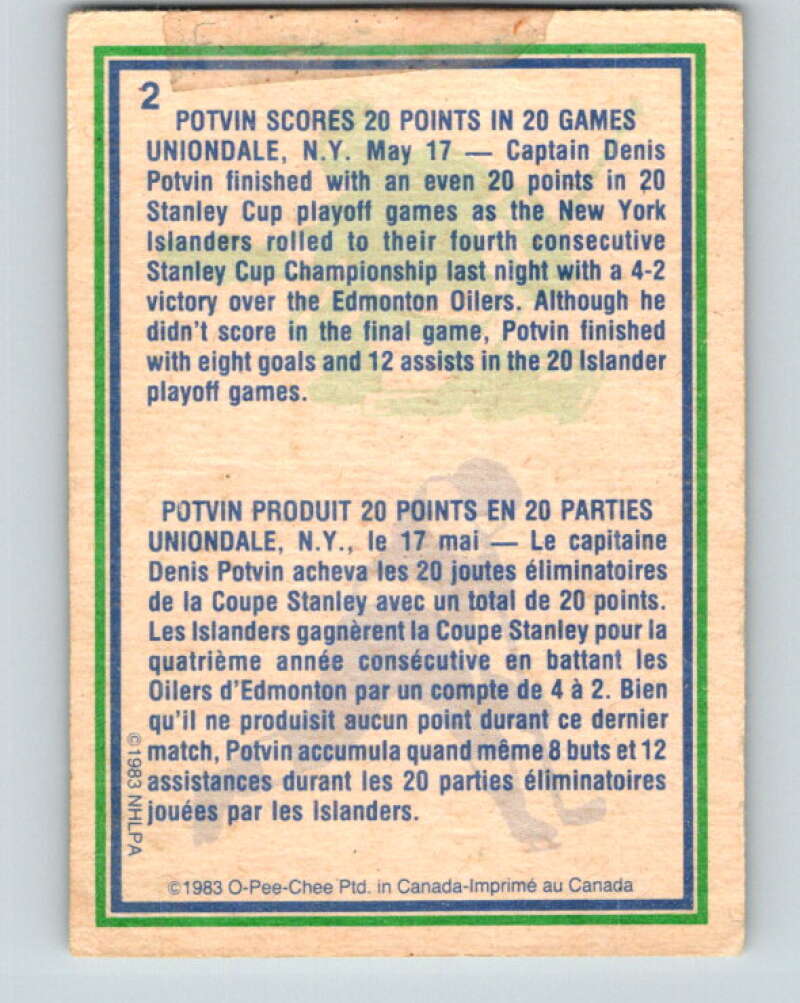 2
POTVIN SCORES 20 POINTS IN 20 GAMES
UNIONDALE, N.Y. May 17 — Captain Denis
Potvin finished with an even 20 points in 20
Stanley Cup playoff games as the New York
Islanders rolled to their fourth consecutive
Stanley Cup Championship last night with a 4-2
victory over the Edmonton Oilers. Although he
didn't score in the final game, Potvin finished
with eight goals and 12 assists in the 20 Islander
playoff games.
POTVIN PRODUIT 20 POINTS EN 20 PARTIES
UNIONDALE, N.Y., le 17 mai — Le capitaine
Denis Potvin acheva les 20 joutes éliminatoires
de la Coupe Stanley avec un total de 20 points.
Les Islanders gagnèrent la Coupe Stanley pour la
quatrième année consécutive en battant les
Oilers d'Edmonton par un compte de 4 à 2. Bien
qu'il ne produisit aucun point durant ce dernier
match, Potvin accumula quand même 8 buts et 12
assistances durant les 20 parties éliminatoires
jouées par les Islanders.
©1983 NHLPA
©1983 O-Pee-Chee Ptd. in Canada-Imprimé au Canada